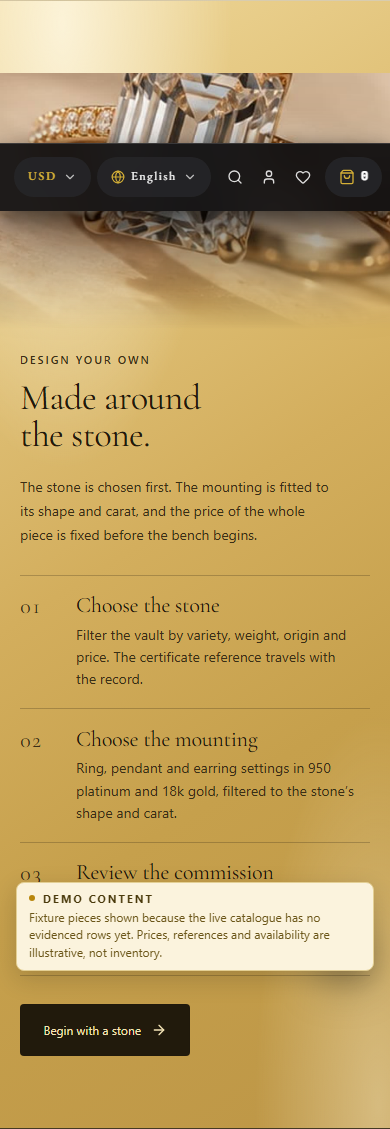 USD
English
0
DESIGN YOUR OWN
Made around
the stone.
The stone is chosen first. The mounting is fitted to
its shape and carat, and the price of the whole
piece is fixed before the bench begins.
01
Choose the stone
Filter the vault by variety, weight, origin and
price. The certificate reference travels with
the record.
02
Choose the mounting
Ring, pendant and earring settings in 950
platinum and 18k gold, filtered to the stone's
shape and carat.
03
Review the commission
DEMO CONTENT
Fixture pieces shown because the live catalogue has no
evidenced rows yet. Prices, references and availability are
illustrative, not inventory.
Begin with a stone